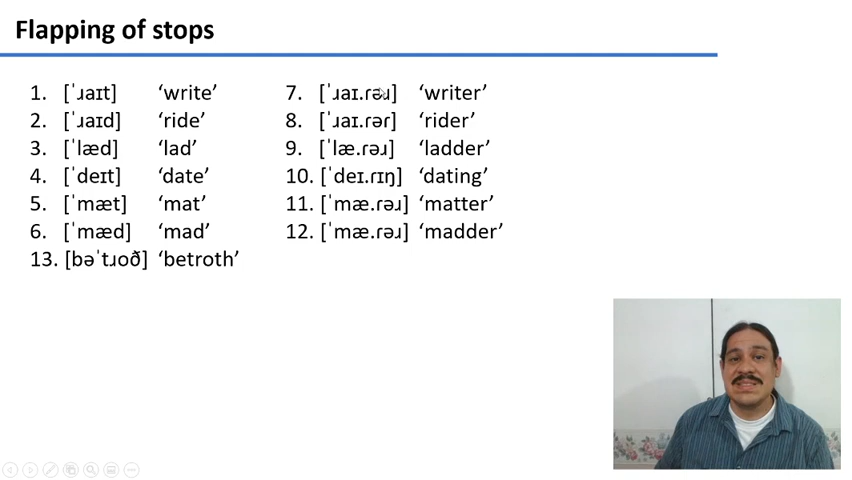 Flapping of stops
1. [ˈɹaɪt] ‘write’
2. [ˈɹaɪd] ‘ride’
3. [ˈlæd] ‘lad’
4. [ˈdeɪt] ‘date’
5. [ˈmæt] ‘mat’
6. [ˈmæd] ‘mad’
13. [bəˈtɹoð] ‘betroth’
7. [ˈɹaɪ.ɾəɹ] ‘writer’
8. [ˈɹaɪ.ɾəɾ] ‘rider’
9. [ˈlæ.ɾəɹ] ‘ladder’
10. [ˈdeɪ.ɾɪŋ] ‘dating’
11. [ˈmæ.ɾəɹ] ‘matter’
12. [ˈmæ.ɾəɹ] ‘madder’